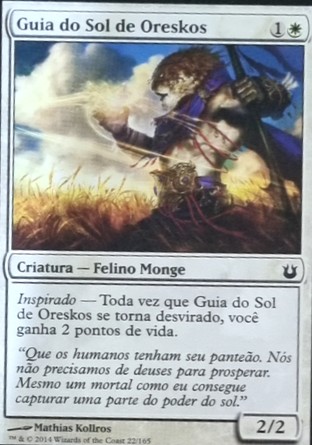 Guia do Sol de Oreskos 1
Criatura — Felino Monge
Inspirado — Toda vez que Guia do Sol
de Oreskos se torna desvirado, você
ganha 2 pontos de vida.
“Que os humanos tenham seu panteão. Nós
não precisamos de deuses para prosperar.
Mesmo um mortal como eu consegue
capturar uma parte do poder do sol.”
2/2
Mathias Kollros
™ & © 2014 Wizards of the Coast 22/165